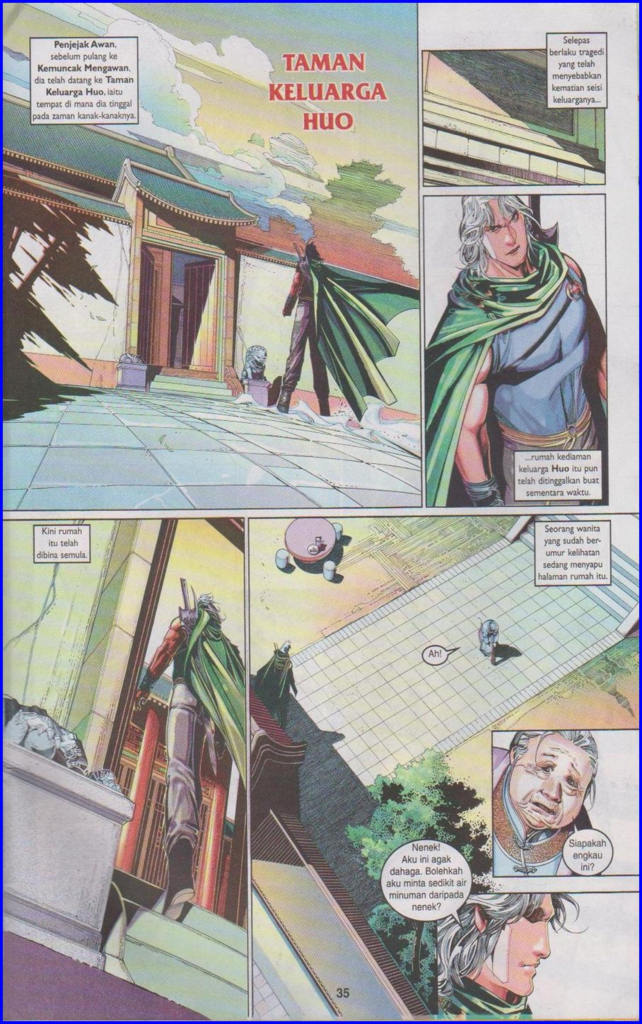 Penjejak Awan,
sebelum pulang ke
Kemuncak Mengawan,
dia telah datang ke Taman
Keluarga Huo, iaitu
tempat di mana dia tinggal
pada zaman kanak-kanaknya.
TAMAN
KELUARGA
HUO
Selepas
berlaku tragedi
yang telah
menyebabkan
kematian seisi
keluarganya...
...rumah kediaman
keluarga Huo itu pun
telah ditinggalkan buat
sementara waktu.
Kini rumah
itu telah
dibina semula.
Seorang wanita
yang sudah ber-
umur kelihatan
sedang menyapu
halaman rumah itu.
Ah!
Siapakah
engkau
ini?
Nenek!
Aku ini agak
dahaga. Bolehkah
aku minta sedikit air
minuman daripada
nenek?
35